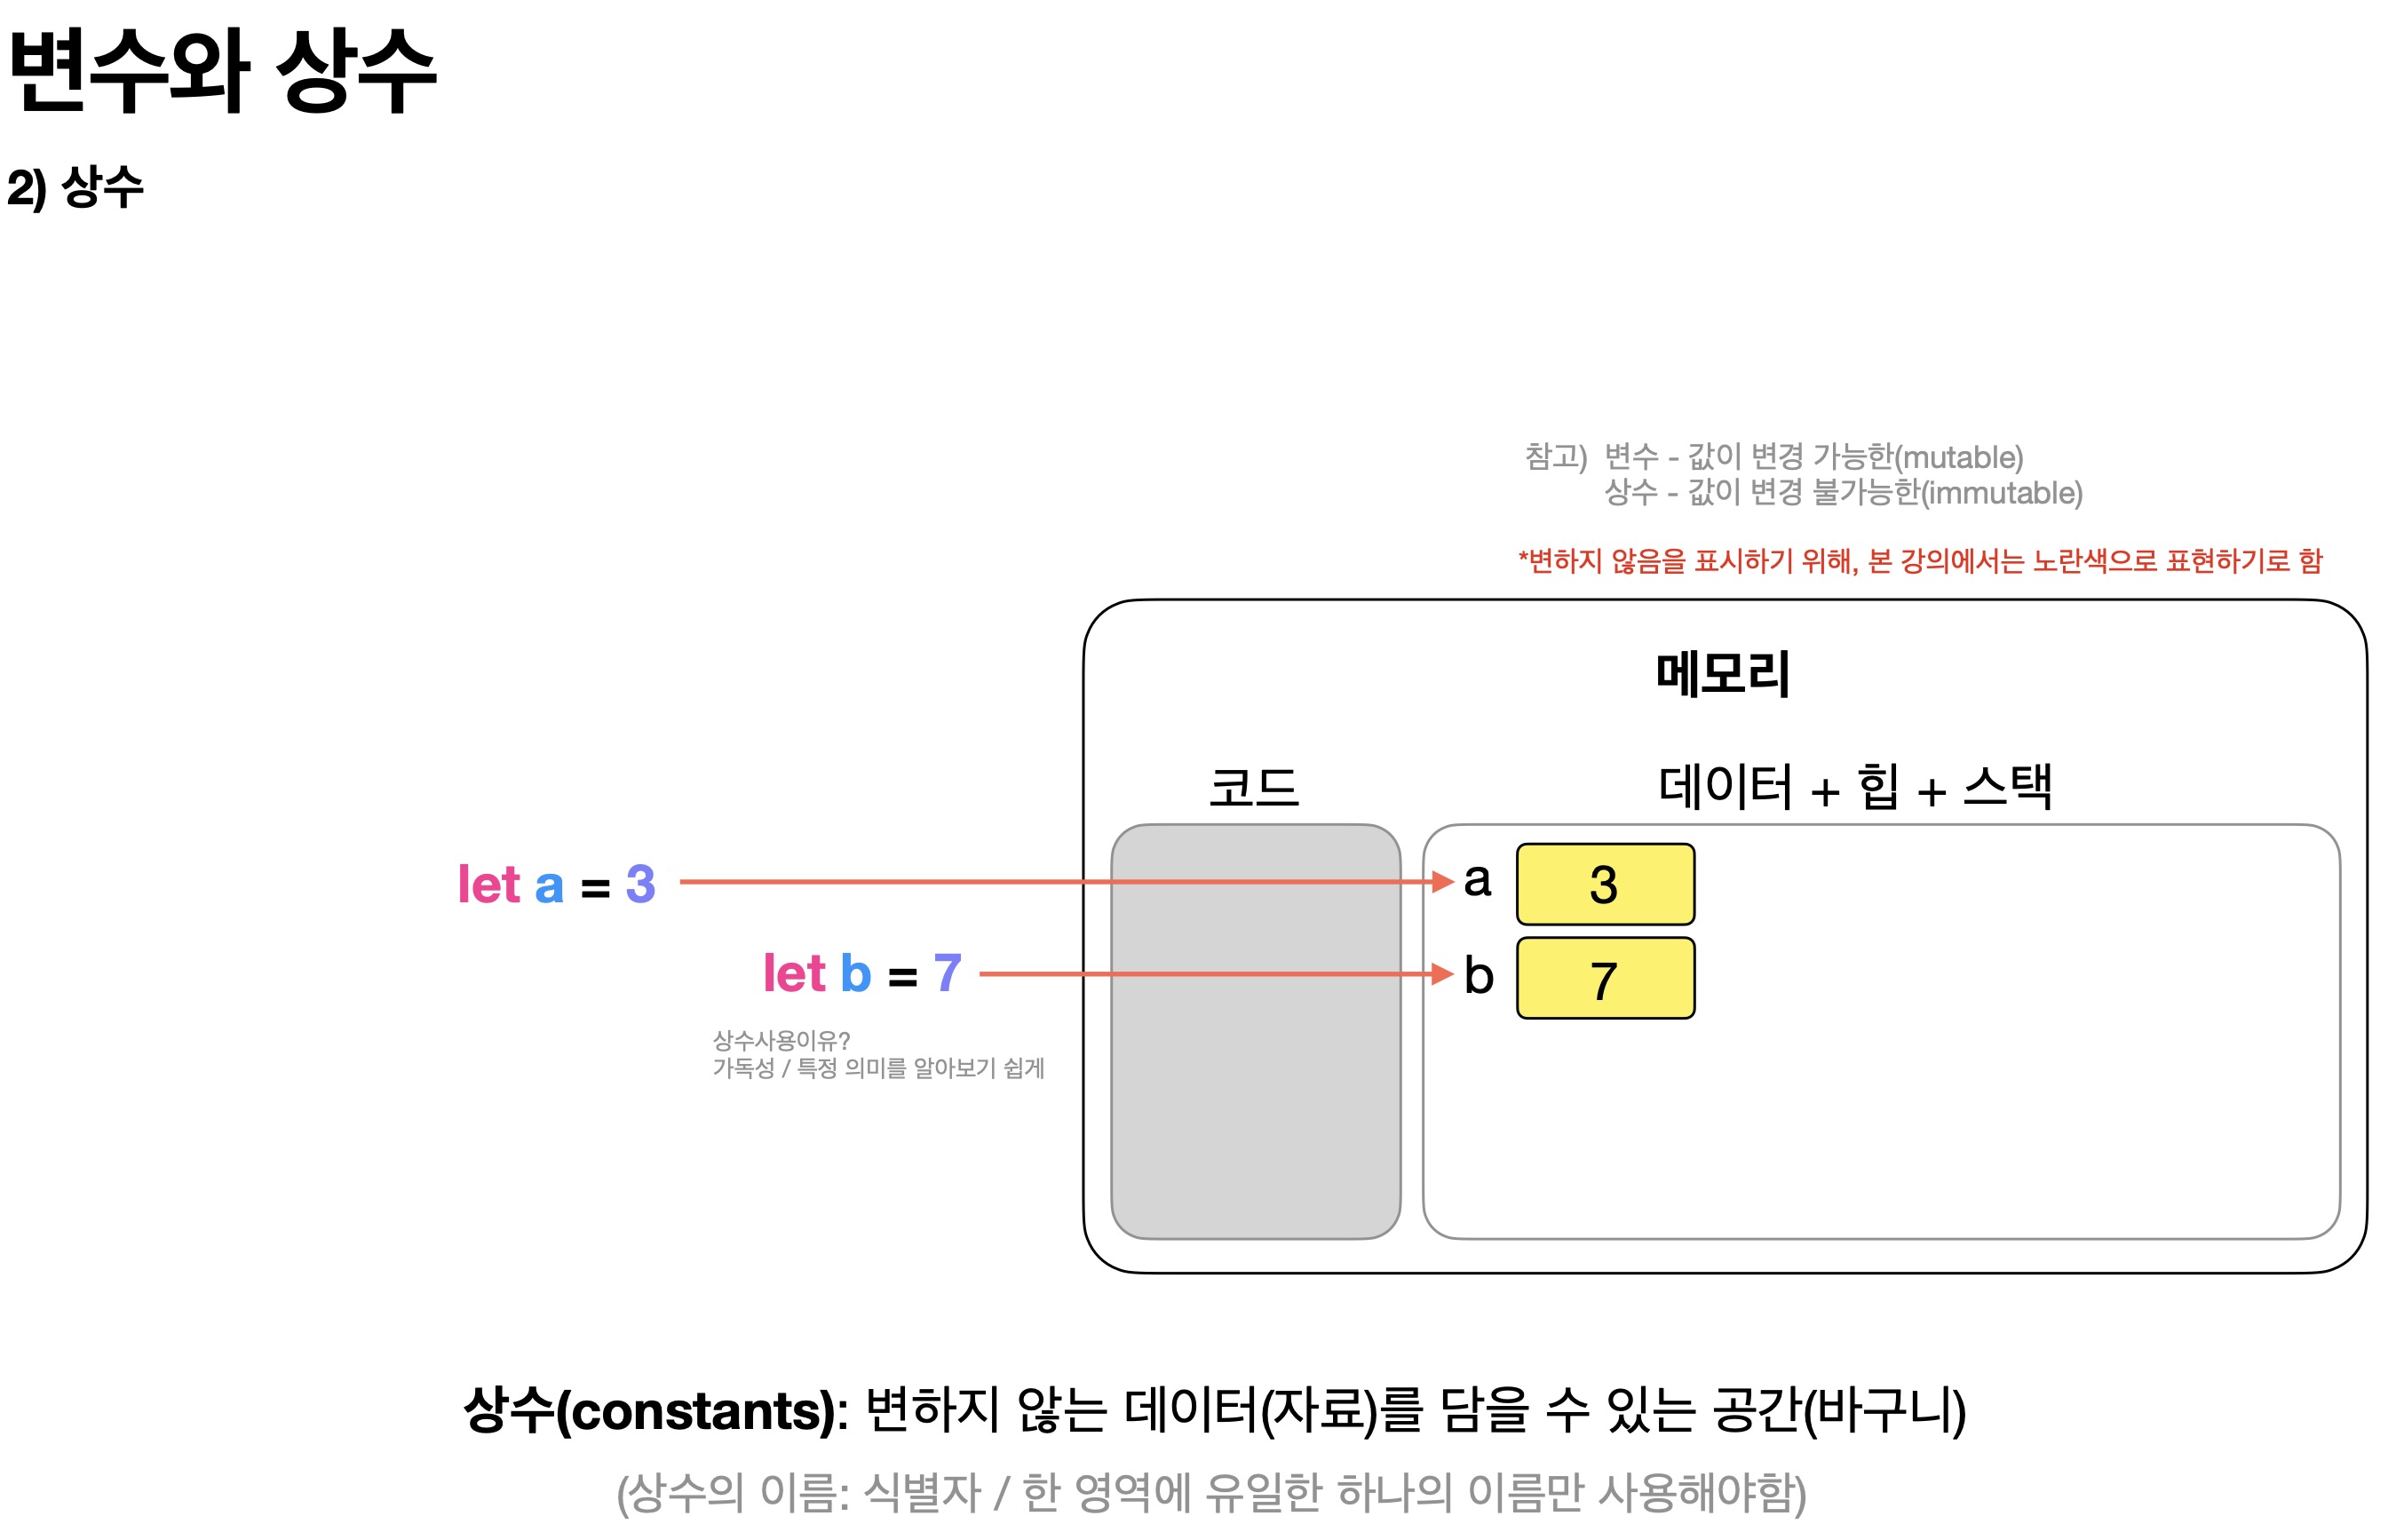 변수와 상수
2) 상수
참고) 변수 - 값이 변경 가능한(mutable)
상수 - 값이 변경 불가능한(immutable)
*변하지 않음을 표시하기 위해, 본 강의에서는 노란색으로 표현하기로 함
메모리
코드
데이터 + 힙 + 스택
let a = 3
a
3
let b = 7
b
7
상수사용이유?
가독성 / 특정 의미를 알아보기 쉽게
상수(constants): 변하지 않는 데이터(자료)를 담을 수 있는 공간(바구니)
(상수의 이름: 식별자 / 한 영역에 유일한 하나의 이름만 사용해야함)